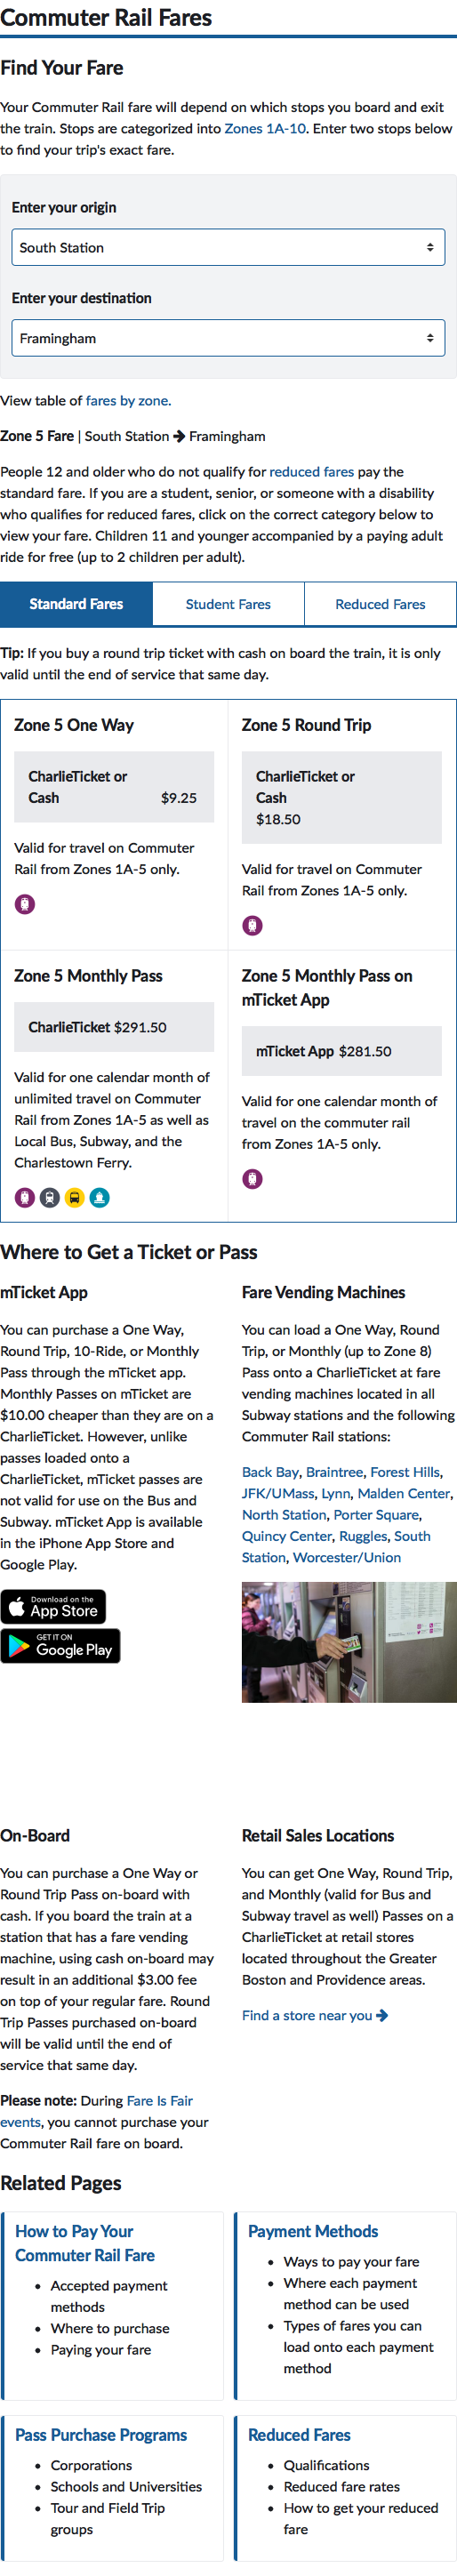 Commuter Rail Fares
Find Your Fare
Your Commuter Rail fare will depend on which stops you board and exit
the train. Stops are categorized into Zones 1A-10. Enter two stops below
to find your trip's exact fare.
Enter your origin
South Station
Enter your destination
Framingham
View table of fares by zone.
Zone 5 Fare | South Station → Framingham
People 12 and older who do not qualify for reduced fares pay the
standard fare. If you are a student, senior, or someone with a disability
who qualifies for reduced fares, click on the correct category below to
view your fare. Children 11 and younger accompanied by a paying adult
ride for free (up to 2 children per adult).
Standard Fares
Student Fares
Reduced Fares
Tip: If you buy a round trip ticket with cash on board the train, it is only
valid until the end of service that same day.
Zone 5 One Way
CharlieTicket or
Cash $9.25
Valid for travel on Commuter
Rail from Zones 1A-5 only.
Zone 5 Round Trip
CharlieTicket or
Cash
$18.50
Valid for travel on Commuter
Rail from Zones 1A-5 only.
Zone 5 Monthly Pass
CharlieTicket $291.50
Valid for one calendar month of
unlimited travel on Commuter
Rail from Zones 1A-5 as well as
Local Bus, Subway, and the
Charlestown Ferry.
Zone 5 Monthly Pass on
mTicket App
mTicket App $281.50
Valid for one calendar month of
travel on the commuter rail
from Zones 1A-5 only.
Where to Get a Ticket or Pass
mTicket App
You can purchase a One Way,
Round Trip, 10-Ride, or Monthly
Pass through the mTicket app.
Monthly Passes on mTicket are
$10.00 cheaper than they are on a
CharlieTicket. However, unlike
passes loaded onto a
CharlieTicket, mTicket passes are
not valid for use on the Bus and
Subway. mTicket App is available
in the iPhone App Store and
Google Play.
Download on the
App Store
GET IT ON
Google Play
Fare Vending Machines
You can load a One Way, Round
Trip, or Monthly (up to Zone 8)
Pass onto a CharlieTicket at fare
vending machines located in all
Subway stations and the following
Commuter Rail stations:
Back Bay, Braintree, Forest Hills,
JFK/UMass, Lynn, Malden Center,
North Station, Porter Square,
Quincy Center, Ruggles, South
Station, Worcester/Union
On-Board
You can purchase a One Way or
Round Trip Pass on-board with
cash. If you board the train at a
station that has a fare vending
machine, using cash on-board may
result in an additional $3.00 fee
on top of your regular fare. Round
Trip Passes purchased on-board
will be valid until the end of
service that same day.
Please note: During Fare Is Fair
events, you cannot purchase your
Commuter Rail fare on board.
Retail Sales Locations
You can get One Way, Round Trip,
and Monthly (valid for Bus and
Subway travel as well) Passes on a
CharlieTicket at retail stores
located throughout the Greater
Boston and Providence areas.
Find a store near you →
Related Pages
How to Pay Your
Commuter Rail Fare
• Accepted payment
methods
• Where to purchase
• Paying your fare
Payment Methods
• Ways to pay your fare
• Where each payment
method can be used
• Types of fares you can
load onto each payment
method
Pass Purchase Programs
• Corporations
• Schools and Universities
• Tour and Field Trip
groups
Reduced Fares
• Qualifications
• Reduced fare rates
• How to get your reduced
fare